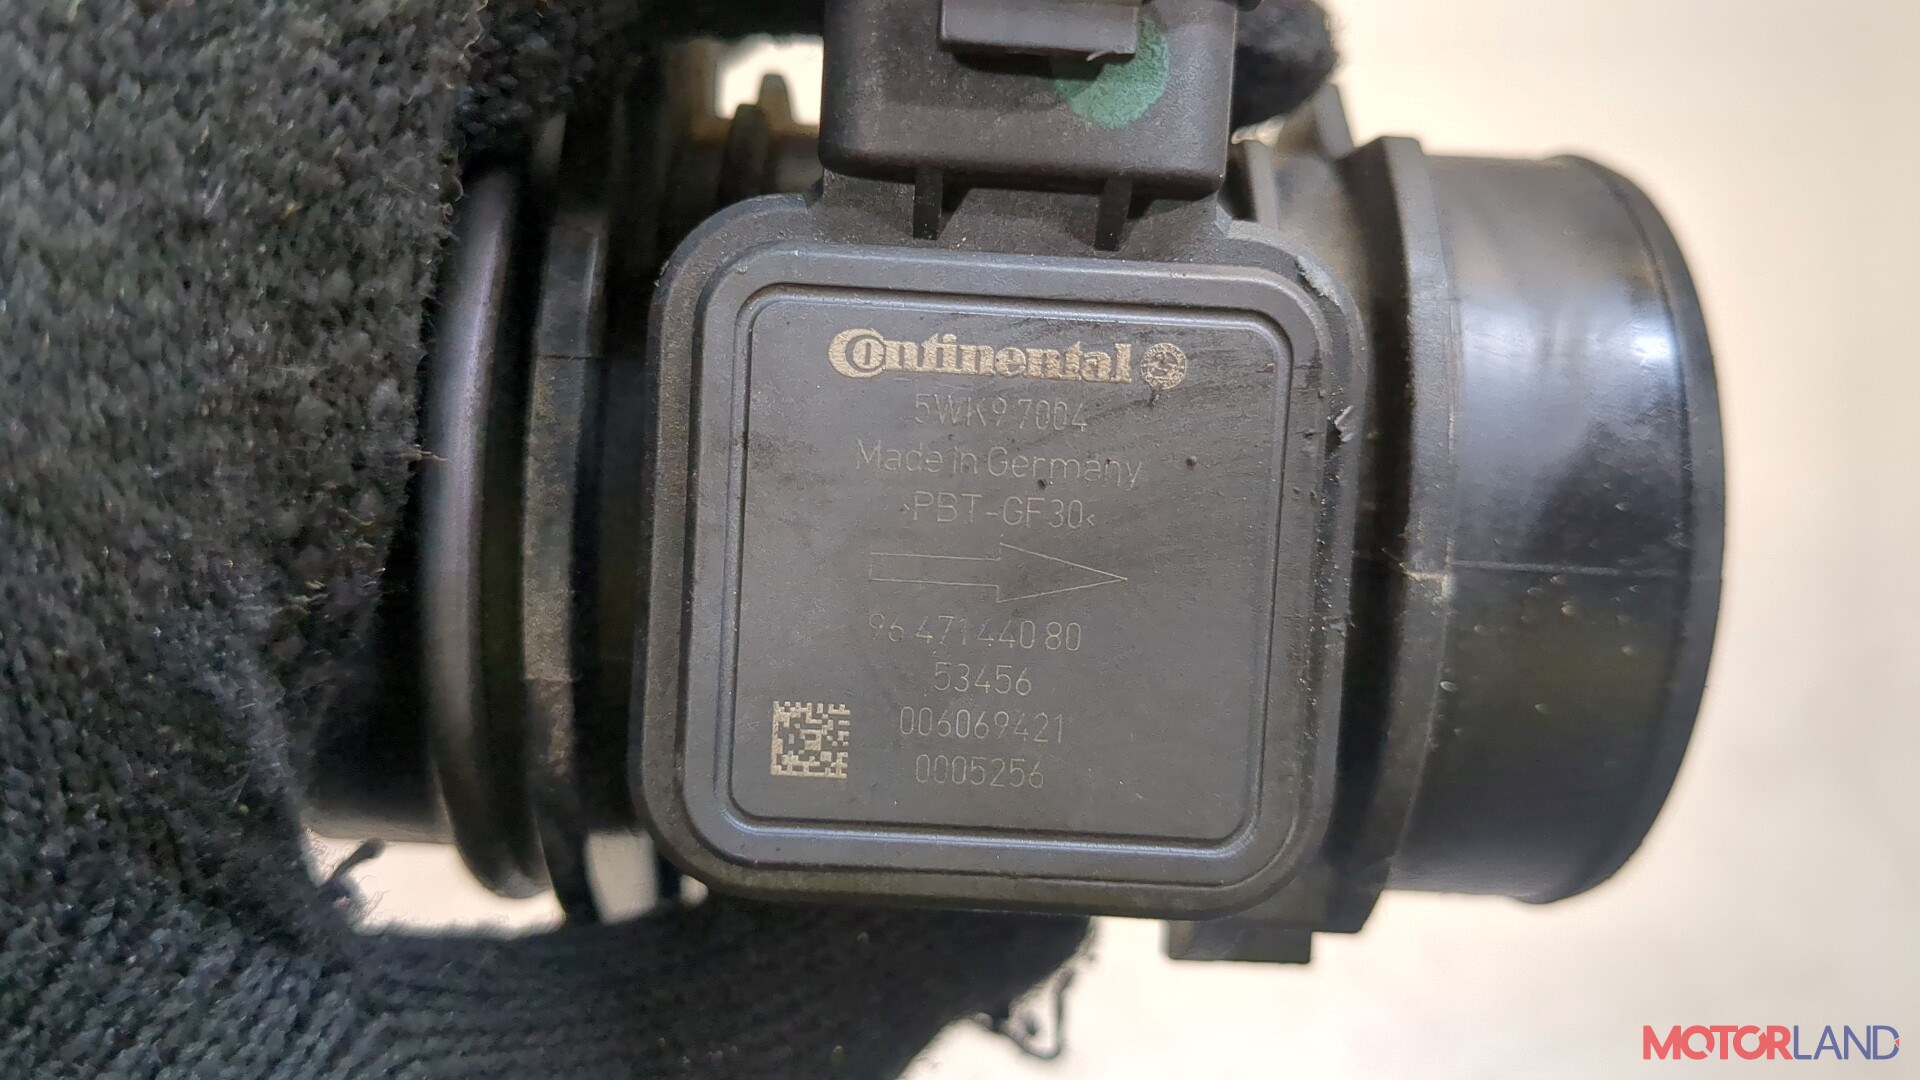 Continental
5WK9 7004
Made in Germany
>PBT-GF30<
96 471 440 80
53456
006069421
0005256
MOTORLAND